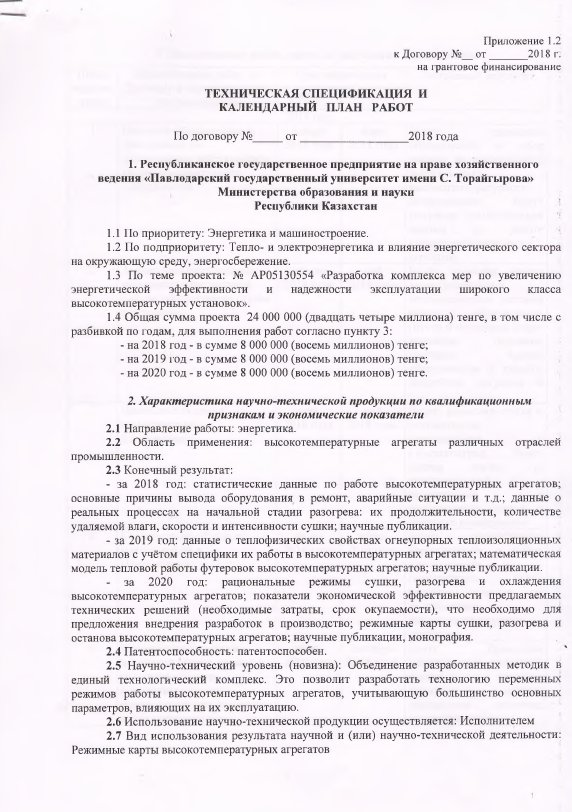 Приложение 1.2
к Договору №__ от ________2018 г.
на грантовое финансирование
ТЕХНИЧЕСКАЯ СПЕЦИФИКАЦИЯ И
КАЛЕНДАРНЫЙ ПЛАН РАБОТ
По договору №_____ от ___________________2018 года
1. Республиканское государственное предприятие на праве хозяйственного
ведения «Павлодарский государственный университет имени С. Торайгырова»
Министерства образования и науки
Республики Казахстан
1.1 По приоритету: Энергетика и машиностроение.
1.2 По подприоритету: Тепло- и электроэнергетика и влияние энергетического сектора
на окружающую среду, энергосбережение.
1.3 По теме проекта: № АР05130554 «Разработка комплекса мер по увеличению
энергетической эффективности и надежности эксплуатации широкого класса
высокотемпературных установок».
1.4 Общая сумма проекта 24 000 000 (двадцать четыре миллиона) тенге, в том числе с
разбивкой по годам, для выполнения работ согласно пункту 3:
- на 2018 год - в сумме 8 000 000 (восемь миллионов) тенге;
- на 2019 год - в сумме 8 000 000 (восемь миллионов) тенге;
- на 2020 год - в сумме 8 000 000 (восемь миллионов) тенге.
2. Характеристика научно-технической продукции по квалификационным
признакам и экономические показатели
2.1 Направление работы: энергетика.
2.2 Область применения: высокотемпературные агрегаты различных отраслей
промышленности.
2.3 Конечный результат:
- за 2018 год: статистические данные по работе высокотемпературных агрегатов;
основные причины вывода оборудования в ремонт, аварийные ситуации и т.д.; данные о
реальных процессах на начальной стадии разогрева: их продолжительности, количестве
удаляемой влаги, скорости и интенсивности сушки; научные публикации.
- за 2019 год: данные о теплофизических свойствах огнеупорных теплоизоляционных
материалов с учётом специфики их работы в высокотемпературных агрегатах; математическая
модель тепловой работы футеровок высокотемпературных агрегатов; научные публикации.
- за 2020 год: рациональные режимы сушки, разогрева и охлаждения
высокотемпературных агрегатов; показатели экономической эффективности предлагаемых
технических решений (необходимые затраты, срок окупаемости), что необходимо для
предложения внедрения разработок в производство; режимные карты сушки, разогрева и
останова высокотемпературных агрегатов; научные публикации, монография.
2.4 Патентоспособность: патентоспособен.
2.5 Научно-технический уровень (новизна): Объединение разработанных методик в
единый технологический комплекс. Это позволит разработать технологию переменных
режимов работы высокотемпературных агрегатов, учитывающую большинство основных
параметров, влияющих на их эксплуатацию.
2.6 Использование научно-технической продукции осуществляется: Исполнителем
2.7 Вид использования результата научной и (или) научно-технической деятельности:
Режимные карты высокотемпературных агрегатов
1